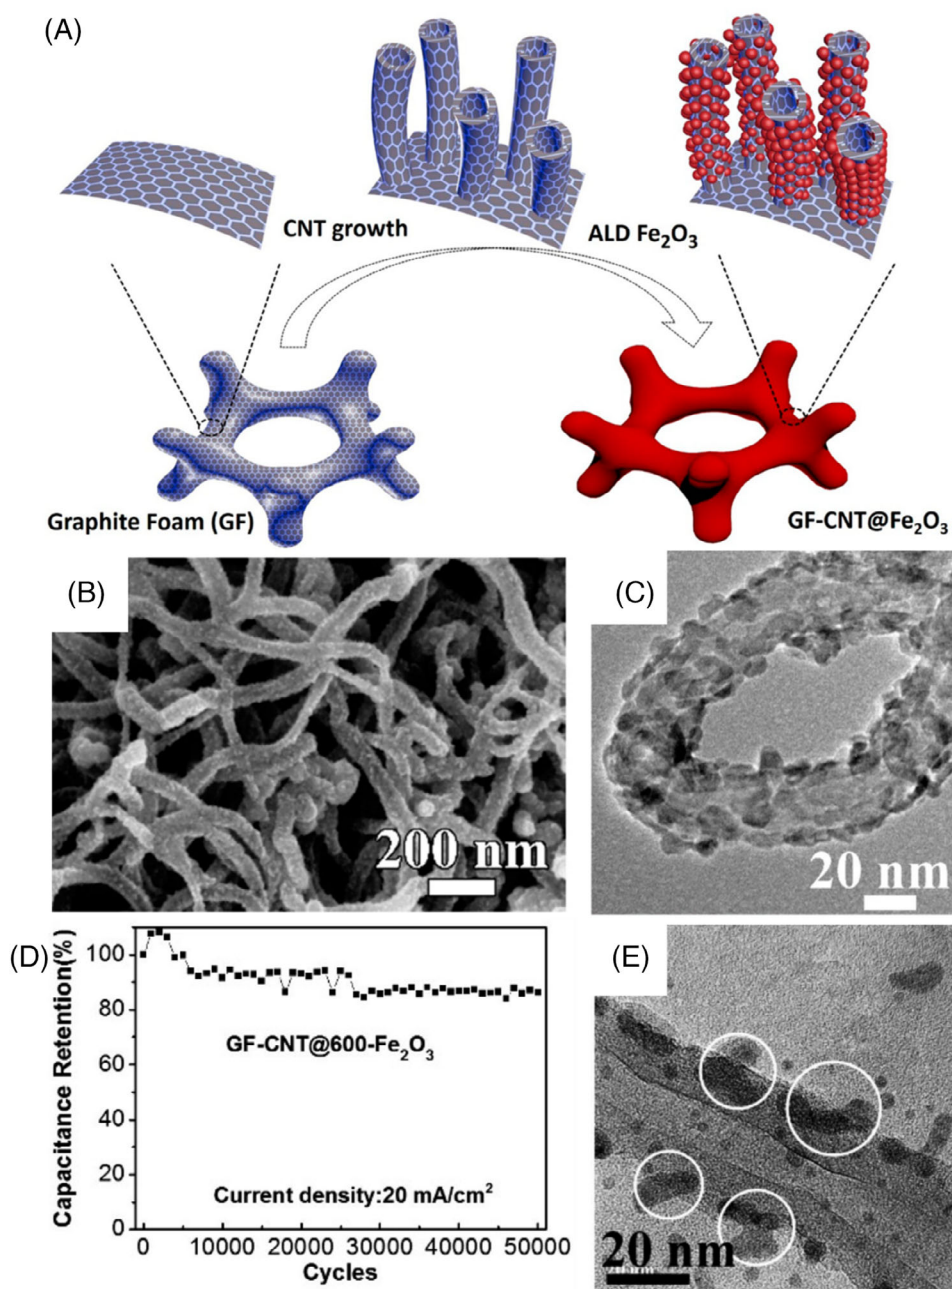 (A)
CNT growth
ALD Fe₂O₃
Graphite Foam (GF)
GF-CNT@Fe₂O₃
(B)
200 nm
(C)
20 nm
(D)
Capacitance Retention(%)
100
80
60
40
20
0
GF-CNT@600-Fe₂O₃
Current density:20 mA/cm²
0 10000 20000 30000 40000 50000
Cycles
(E)
20 nm